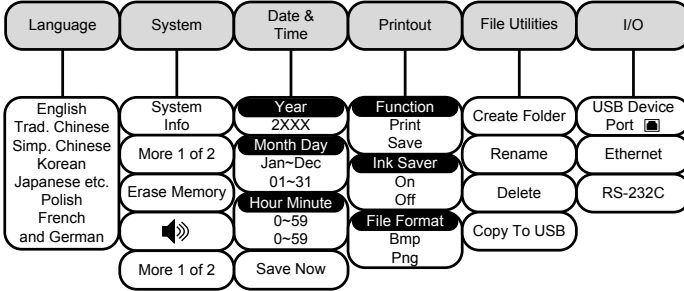 Language
System
Date &
Time
Printout
File Utilities
I/O
English
Trad. Chinese
Simp. Chinese
Korean
Japanese etc.
Polish
French
and German
System
Info
More 1 of 2
Erase Memory
More 1 of 2
Year
2XXX
Month Day
Jan~Dec
01~31
Hour Minute
0~59
0~59
Save Now
Function
Print
Save
Ink Saver
On
Off
File Format
Bmp
Png
Create Folder
Rename
Delete
Copy To USB
USB Device
Port
Ethernet
RS-232C